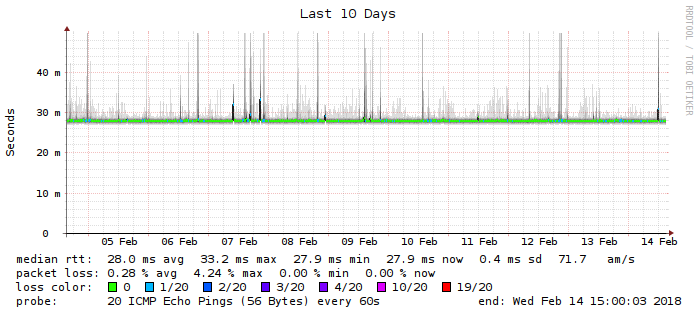 Last 10 Days
RRDTOOL / TOBI OETIKER
Seconds
40 m
30 m
20 m
10 m
0
05 Feb 06 Feb 07 Feb 08 Feb 09 Feb 10 Feb 11 Feb 12 Feb 13 Feb 14 Feb
median rtt: 28.0 ms avg 33.2 ms max 27.9 ms min 27.9 ms now 0.4 ms sd 71.7 am/s
packet loss: 0.28 % avg 4.24 % max 0.00 % min 0.00 % now
loss color: 0 1/20 2/20 3/20 4/20 10/20 19/20
probe: 20 ICMP Echo Pings (56 Bytes) every 60s end: Wed Feb 14 15:00:03 2018